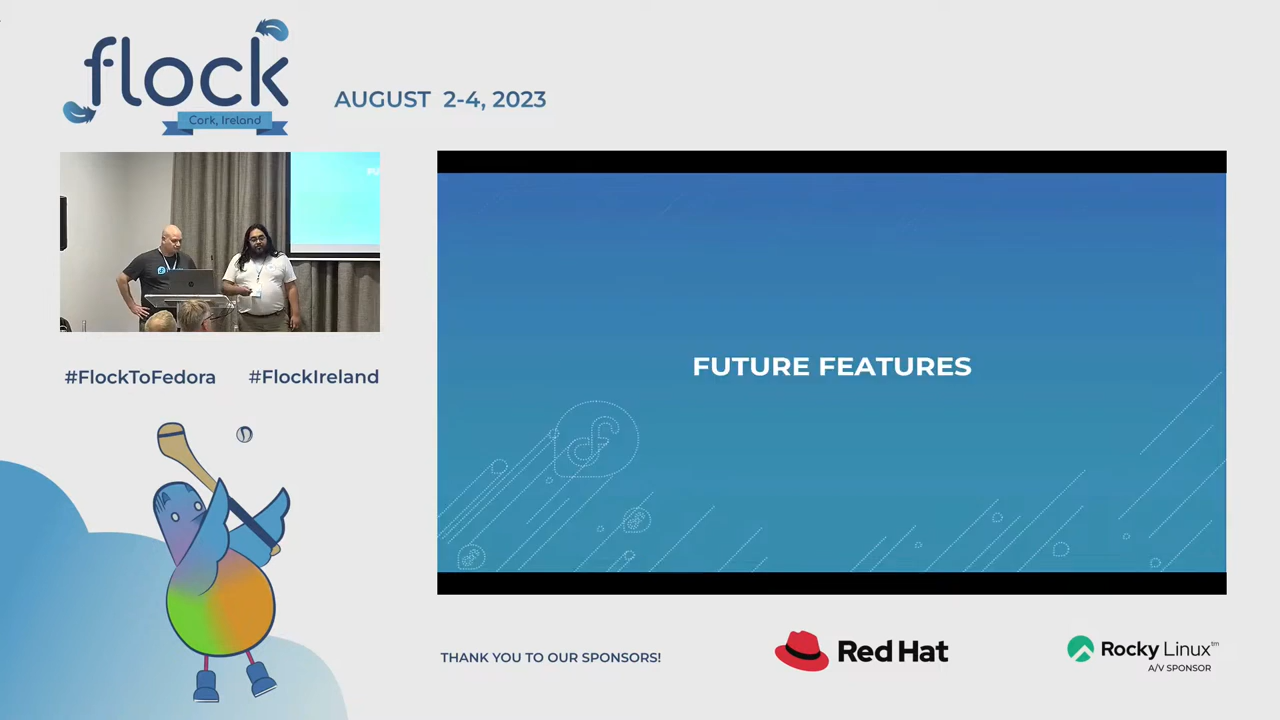 flock
Cork, Ireland
AUGUST 2-4, 2023
#FlockToFedora #FlockIreland
FUTURE FEATURES
THANK YOU TO OUR SPONSORS!
Red Hat
Rocky Linux™
A/V SPONSOR